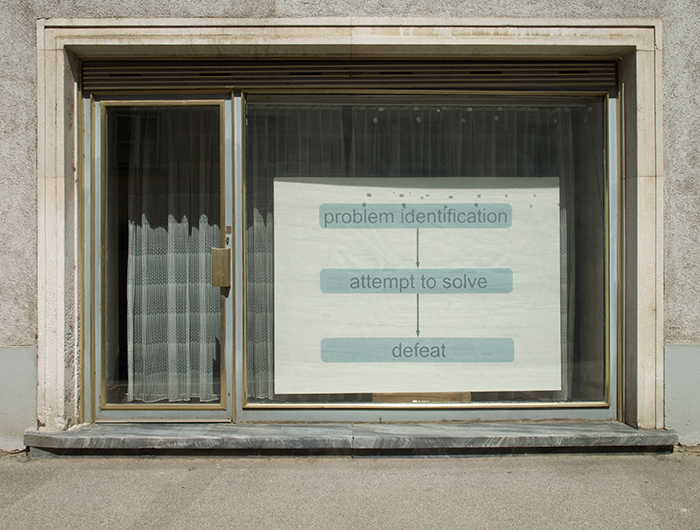 problem identification
attempt to solve
defeat